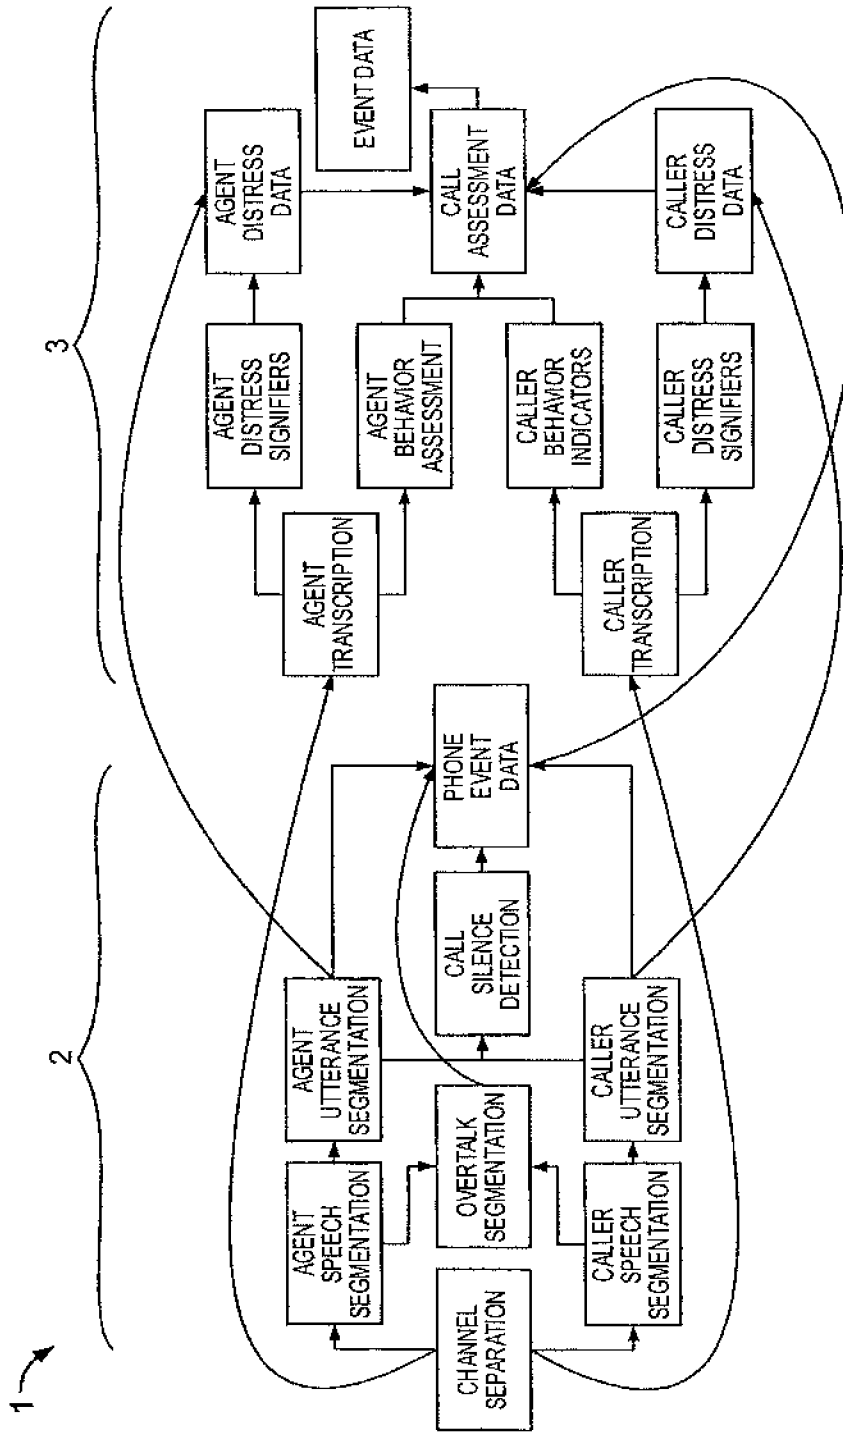 1
2
3
CHANNEL
SEPARATION
AGENT
SPEECH
SEGMENTATION
CALLER
SPEECH
SEGMENTATION
OVERTALK
SEGMENTATION
AGENT
UTTERANCE
SEGMENTATION
CALLER
UTTERANCE
SEGMENTATION
CALL
SILENCE
DETECTION
PHONE
EVENT
DATA
AGENT
TRANSCRIPTION
CALLER
TRANSCRIPTION
AGENT
DISTRESS
SIGNIFIERS
AGENT
BEHAVIOR
ASSESSMENT
CALLER
BEHAVIOR
INDICATORS
CALLER
DISTRESS
SIGNIFIERS
AGENT
DISTRESS
DATA
CALL
ASSESSMENT
DATA
CALLER
DISTRESS
DATA
EVENT DATA